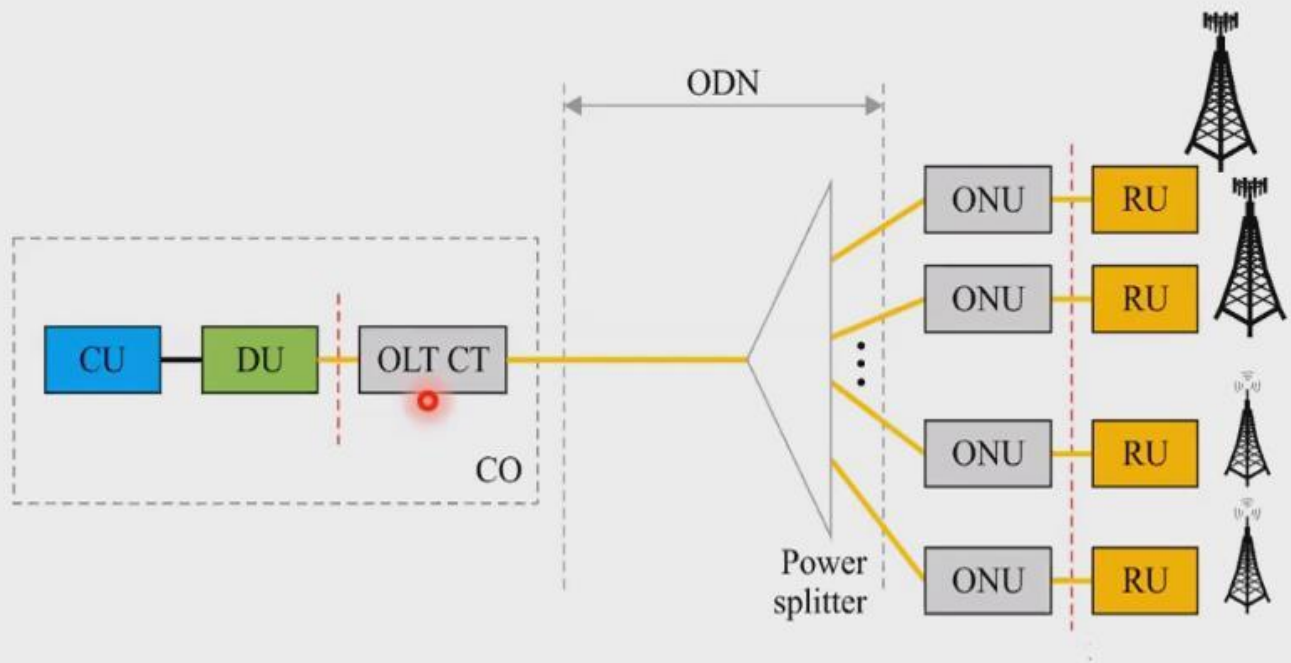 ODN
ONU
RU
ONU
RU
CU
DU
OLT CT
CO
ONU
RU
Power
splitter
ONU
RU